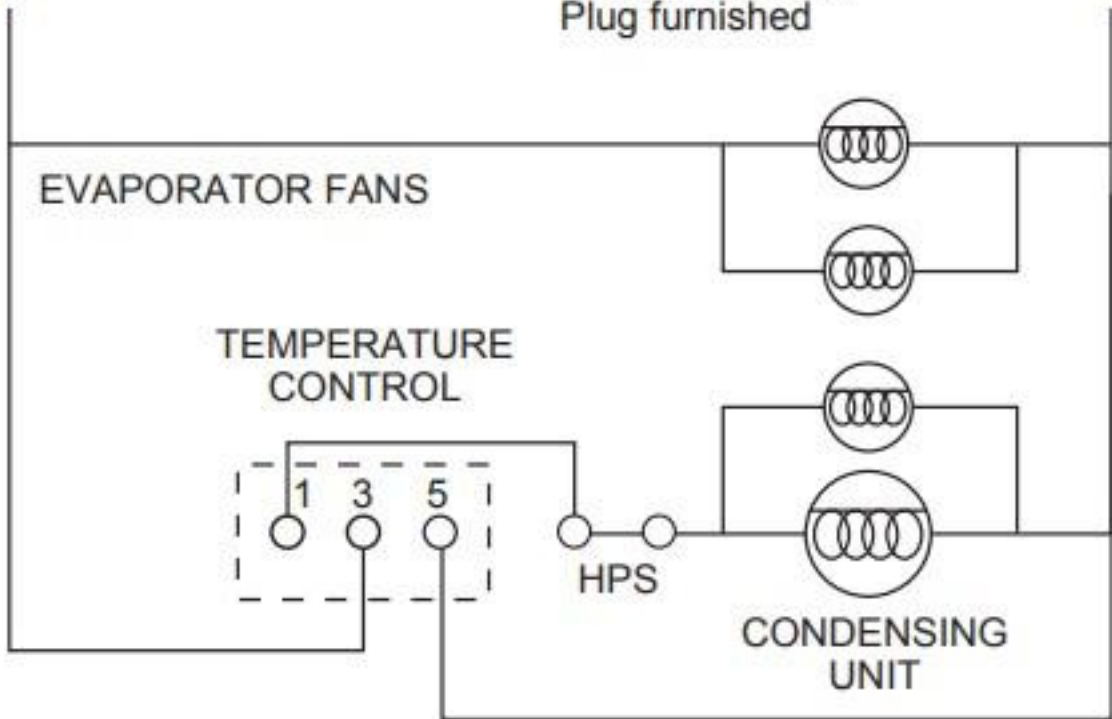 Plug furnished
EVAPORATOR FANS
TEMPERATURE
CONTROL
1 3 5
HPS
CONDENSING
UNIT